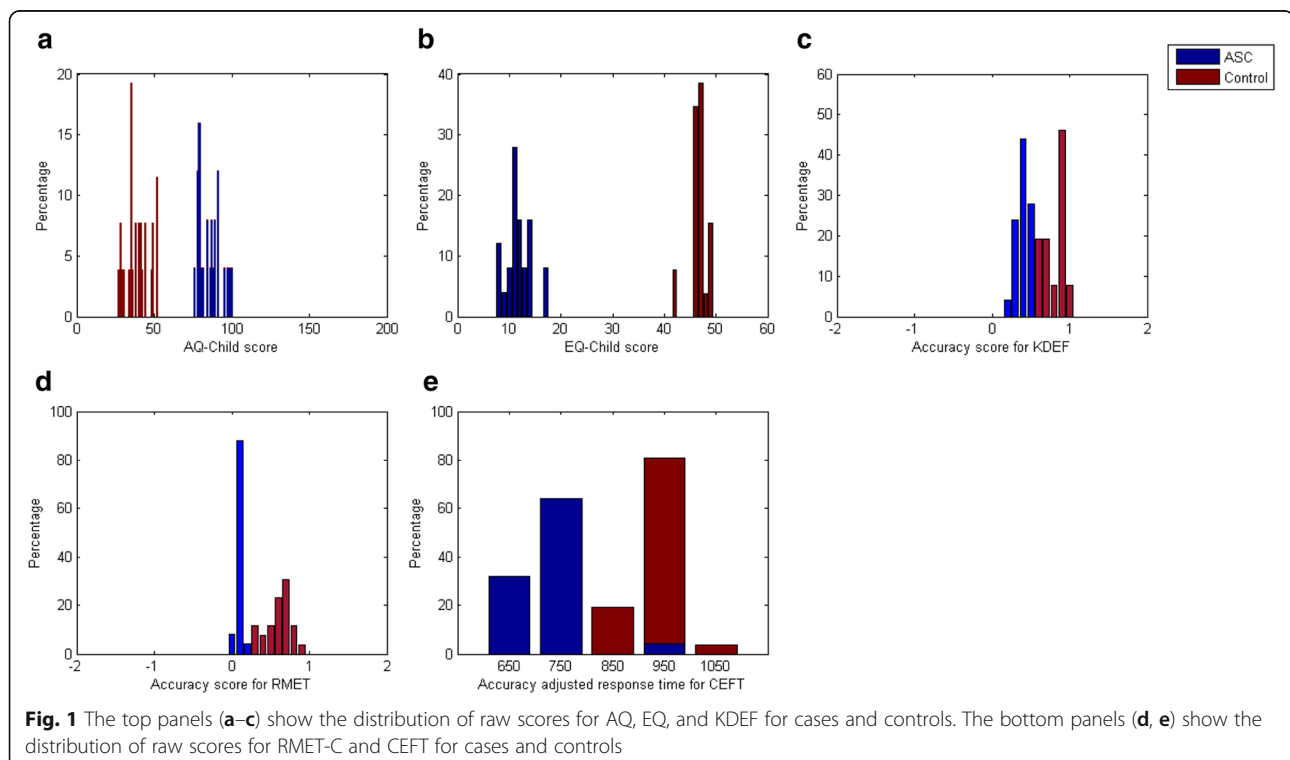 a
b
c
ASC
Control
20
15
10
5
0
Percentage
0 50 100 150 200
AQ-Child score
40
30
20
10
0
Percentage
0 10 20 30 40 50 60
EQ-Child score
60
50
40
30
20
10
0
Percentage
-2 -1 0 1 2
Accuracy score for KDEF
d
e
100
80
60
40
20
0
Percentage
-2 -1 0 1 2
Accuracy score for RMET
100
80
60
40
20
0
Percentage
650 750 850 950 1050
Accuracy adjusted response time for CEFT
Fig. 1 The top panels (a–c) show the distribution of raw scores for AQ, EQ, and KDEF for cases and controls. The bottom panels (d, e) show the
distribution of raw scores for RMET-C and CEFT for cases and controls